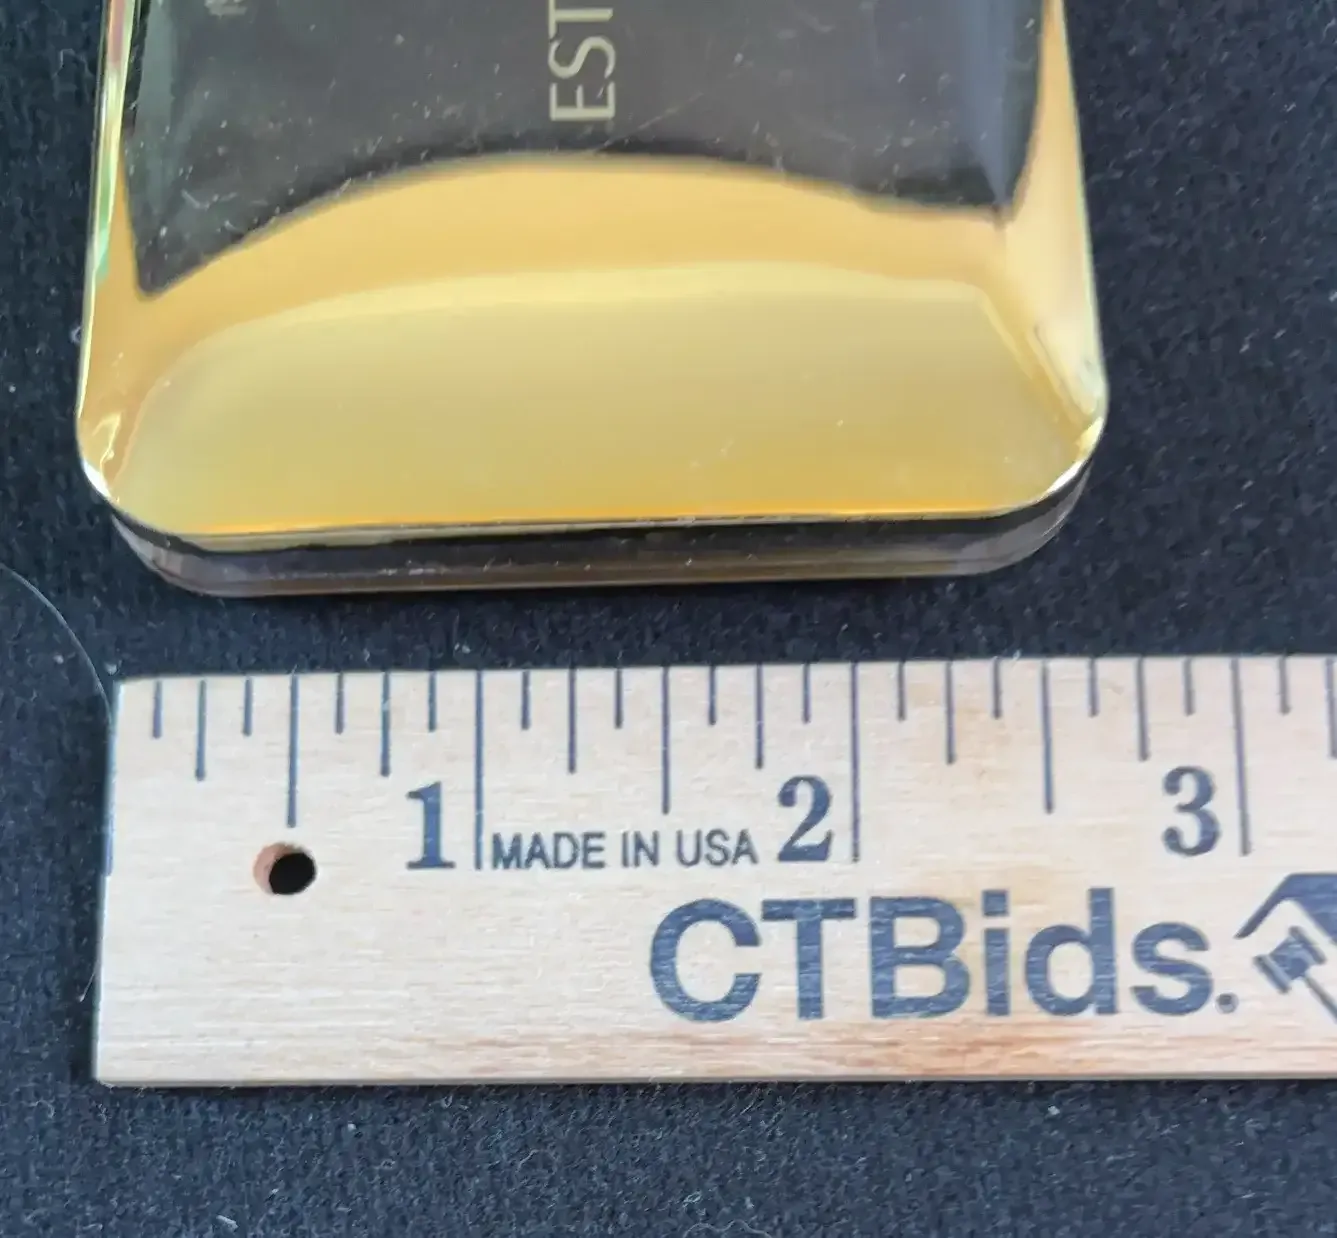 EST
1 2 3
MADE IN USA
CTBids.